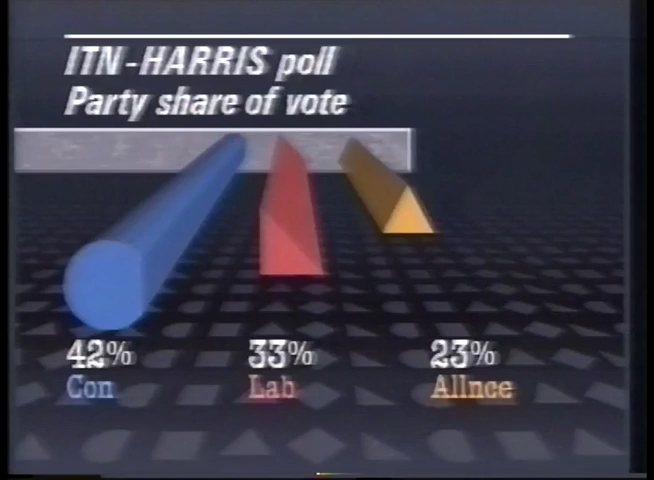 ITN-HARRIS poll
Party share of vote
42% 33% 23%
Con Lab Allnce